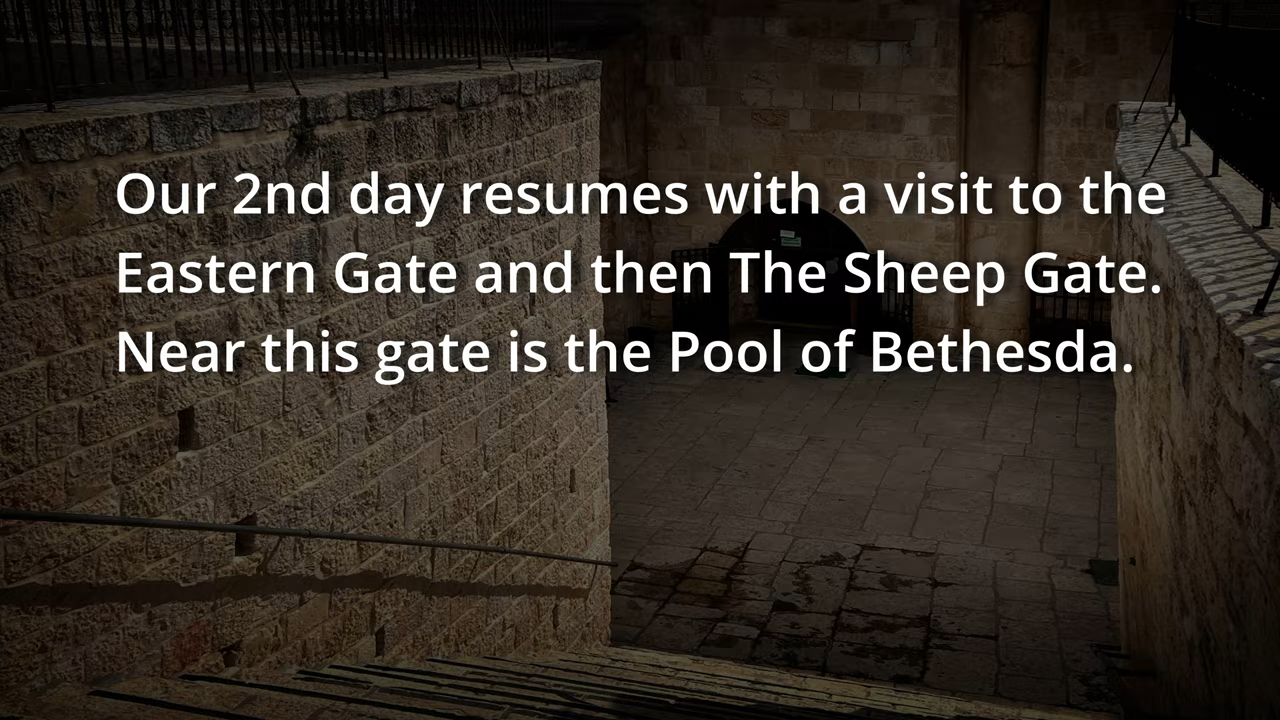 Our 2nd day resumes with a visit to the
Eastern Gate and then The Sheep Gate.
Near this gate is the Pool of Bethesda.